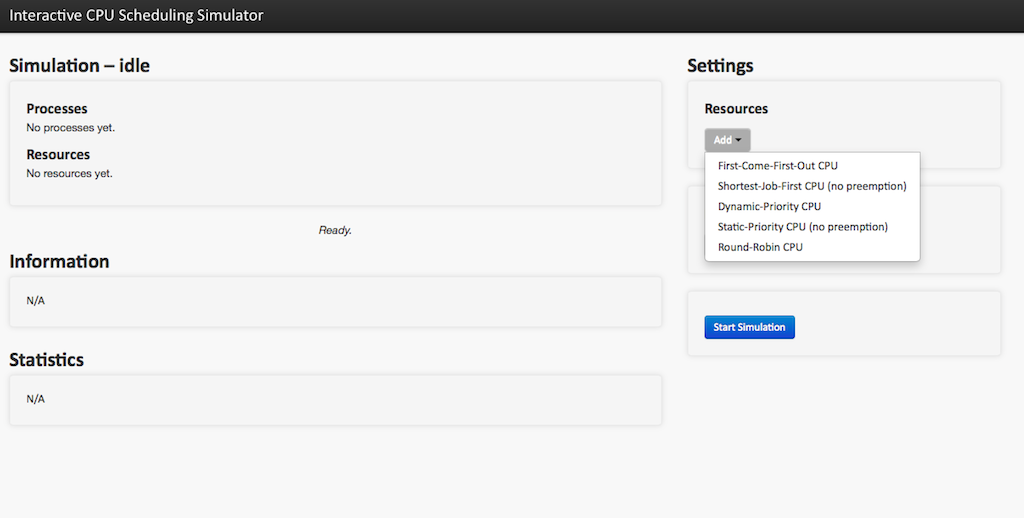 Interactive CPU Scheduling Simulator
Simulation – idle
Processes
No processes yet.
Resources
No resources yet.
Ready.
Information
N/A
Statistics
N/A
Settings
Resources
Add
First-Come-First-Out CPU
Shortest-Job-First CPU (no preemption)
Dynamic-Priority CPU
Static-Priority CPU (no preemption)
Round-Robin CPU
Start Simulation